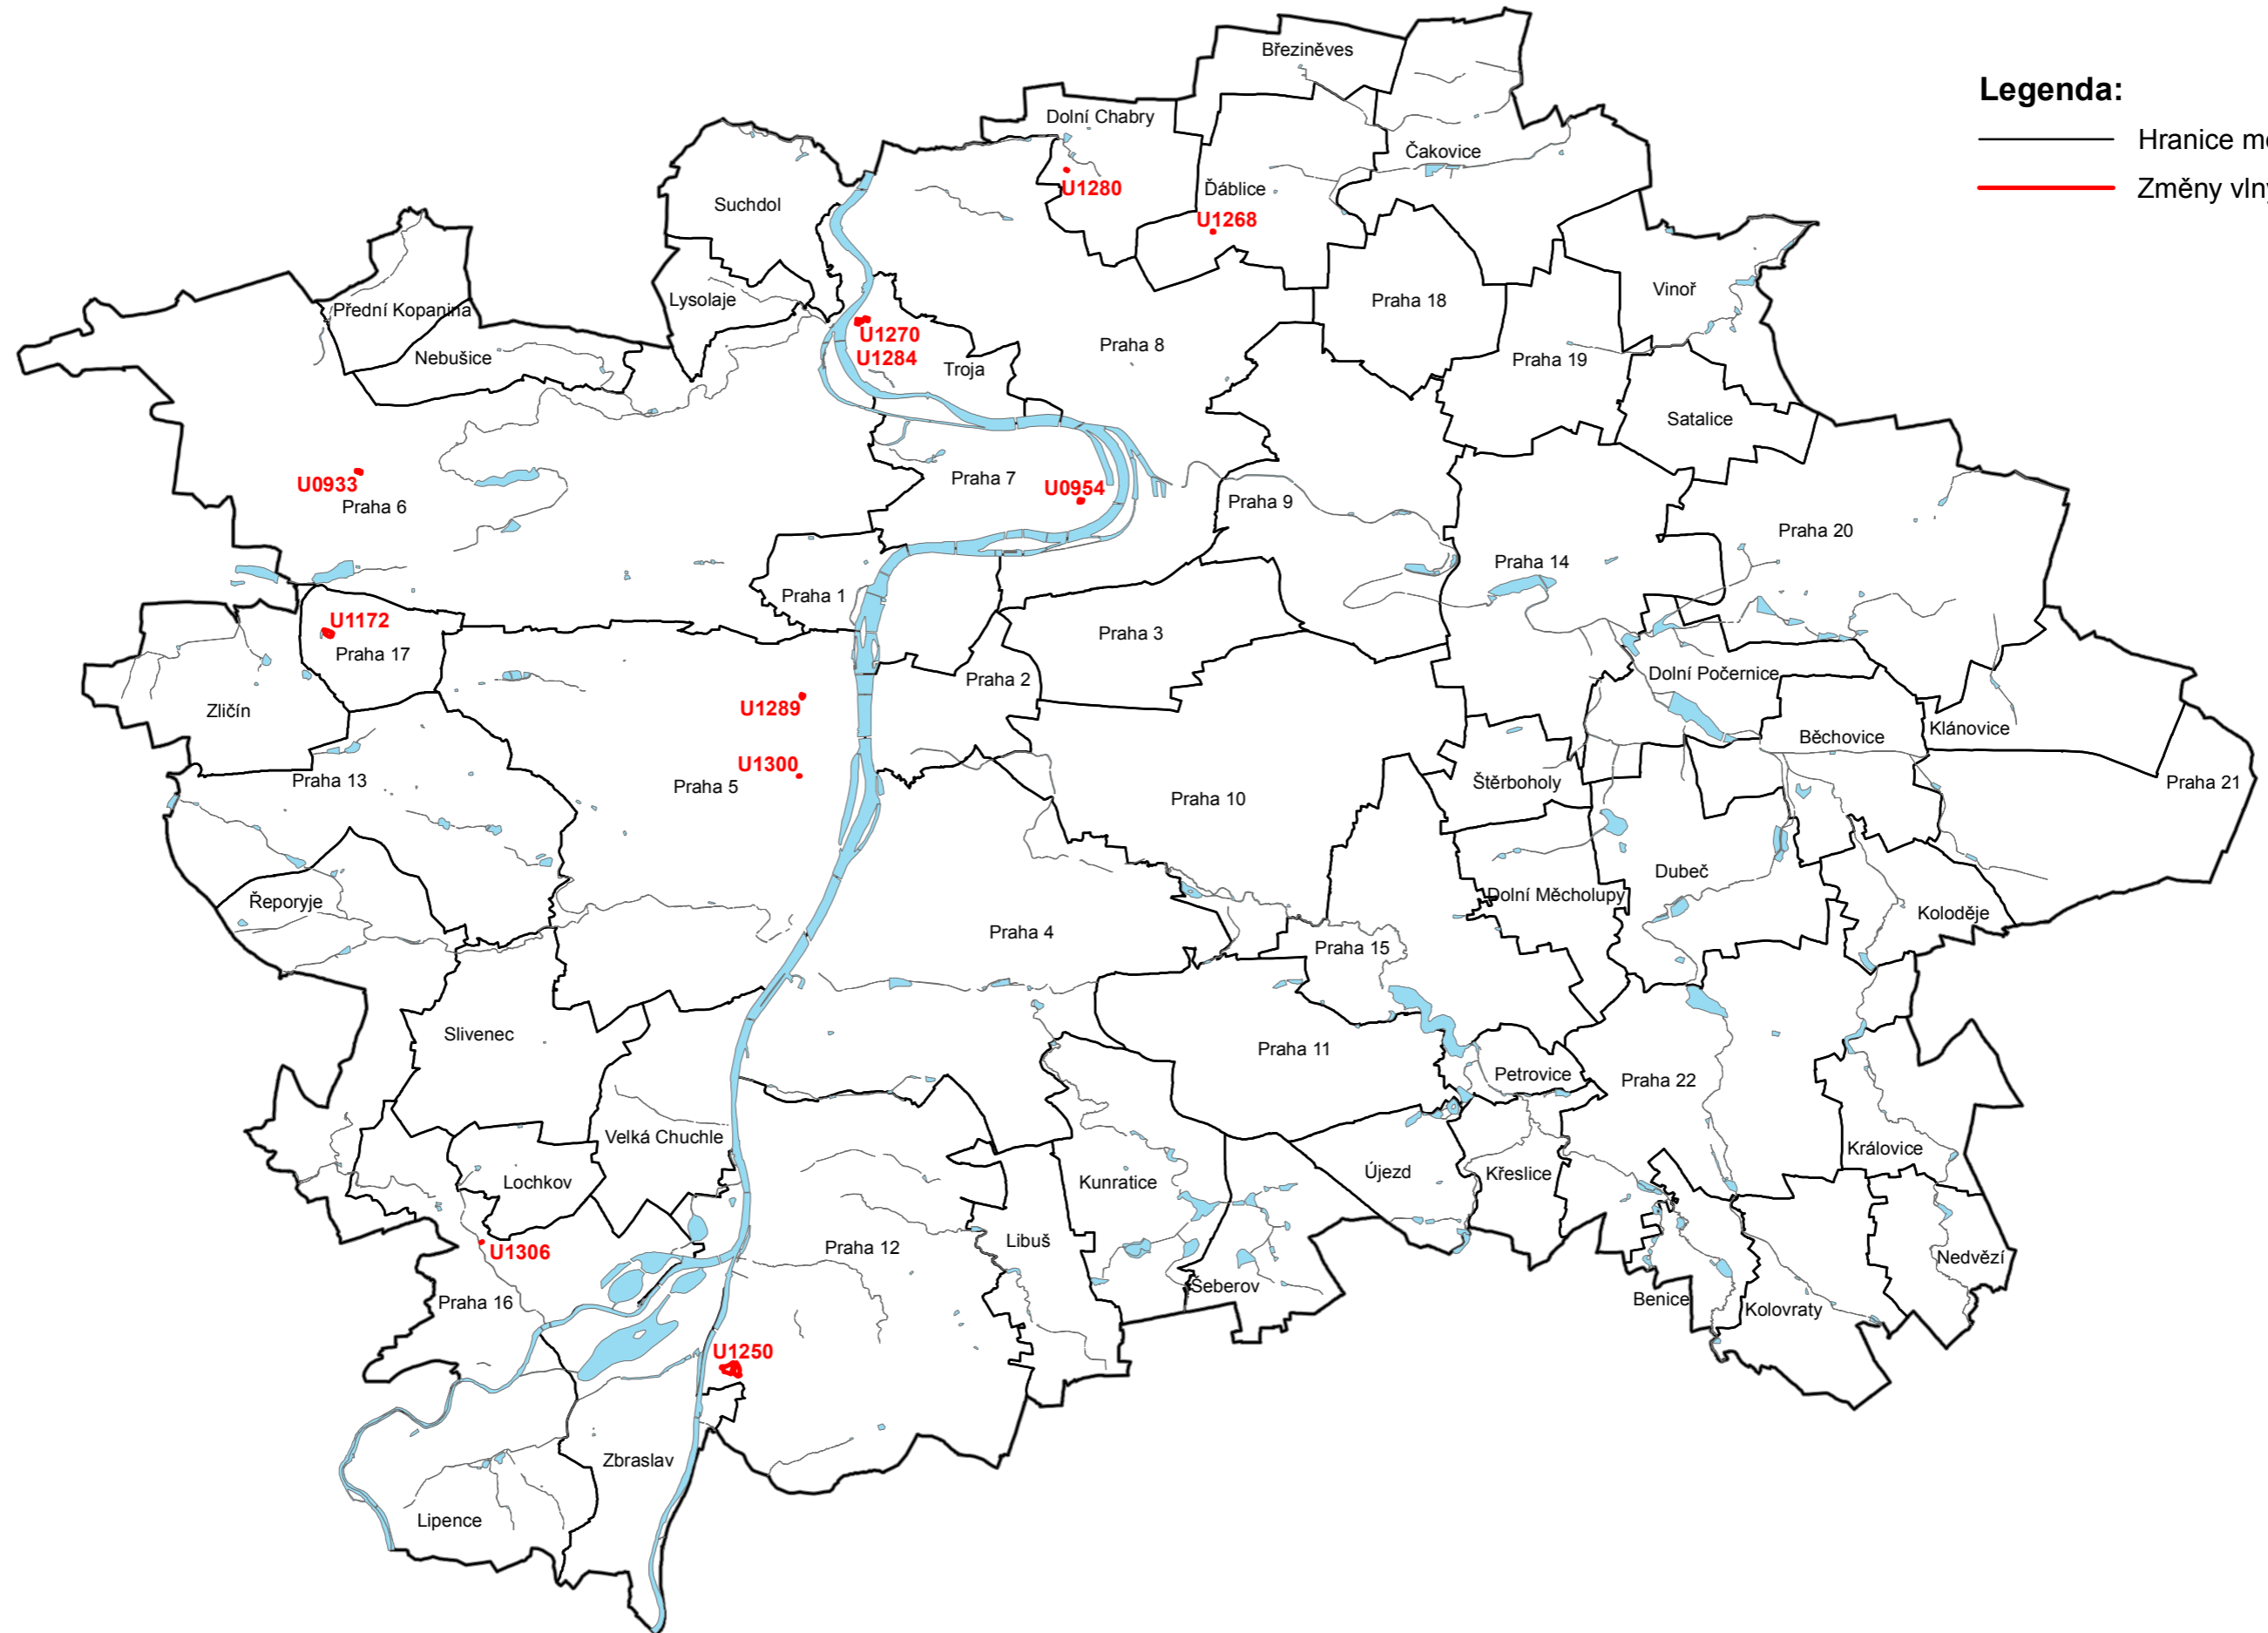 Březiněves
Legenda:
Dolní Chabry
Hranice
Čakovice
U1280
Ďáblice
Změny
Suchdol
U1268
Vinoř
Lysolaje
Praha 18
Přední Kopanina
U1270
Praha 8
Nebušice
U1284
Praha 19
Troja
Satalice
Praha 7
U0933
U0954
Praha 9
Praha 6
Praha 20
Praha 14
Praha 1
U1172
Praha 3
Praha 17
Dolní Počernice
Praha 2
U1289
Zličín
Klánovice
Běchovice
U1300
Praha 13
Štěrboholy
Praha 21
Praha 5
Praha 10
Dubeč
Dolní Měcholupy
Řeporyje
Koloděje
Praha 4
Praha 15
Slivenec
Praha 11
Petrovice
Praha 22
Velká Chuchle
Královice
Újezd
Křeslice
Lochkov
Kunratice
Libuš
Praha 12
U1306
Nedvězí
Šeberov
Praha 16
Benice
Kolovraty
U1250
Zbraslav
Lipence